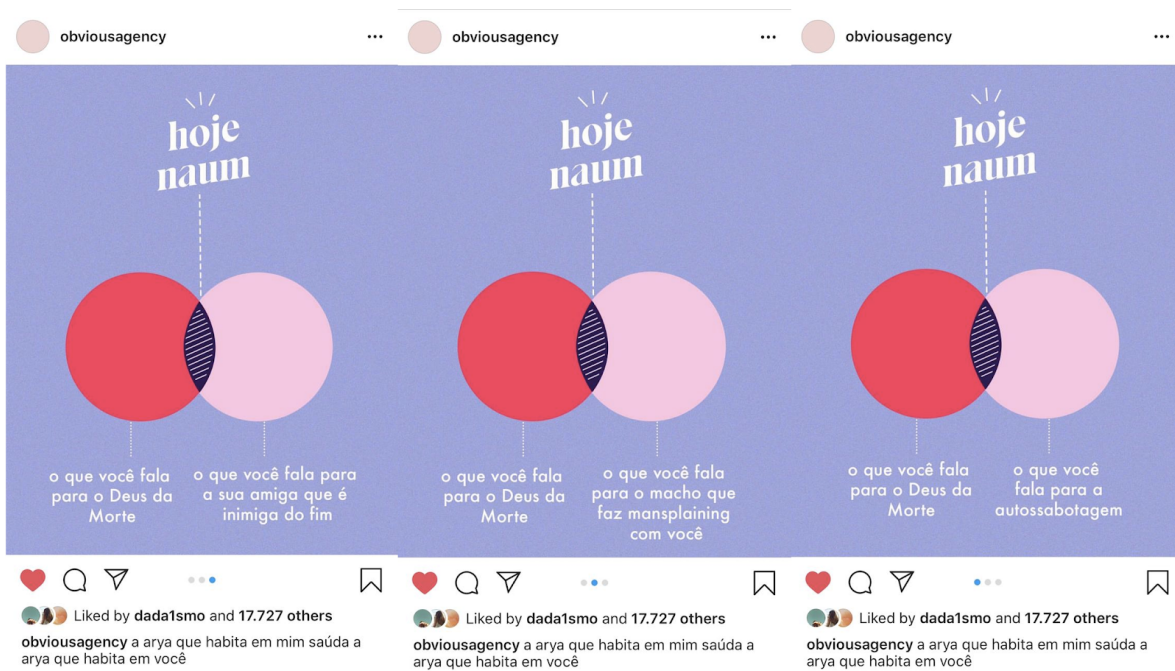 obviousagency
hoje
naum
o que você fala
para o Deus da
Morte
o que você fala para
a sua amiga que é
inimiga do fim
Liked by dada1smo and 17.727 others
obviousagency a arya que habita em mim saúda a
arya que habita em você
obviousagency
hoje
naum
o que você fala
para o Deus da
Morte
o que você fala
para o macho que
faz mansplaining
com você
Liked by dada1smo and 17.727 others
obviousagency a arya que habita em mim saúda a
arya que habita em você
obviousagency
hoje
naum
o que você fala
para o Deus da
Morte
o que você
fala para a
autossabotagem
Liked by dada1smo and 17.727 others
obviousagency a arya que habita em mim saúda a
arya que habita em você